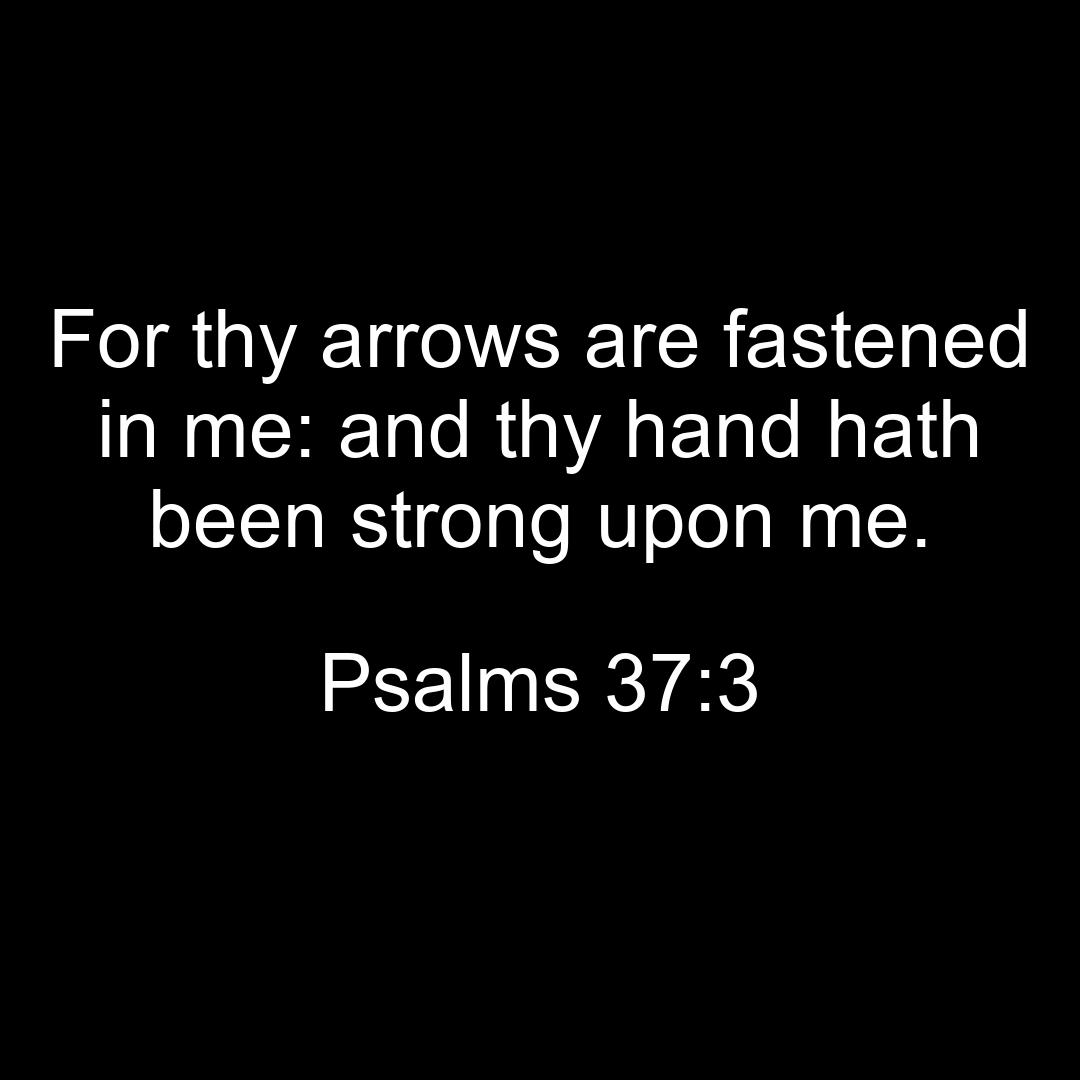 For thy arrows are fastened
in me: and thy hand hath
been strong upon me.
Psalms 37:3